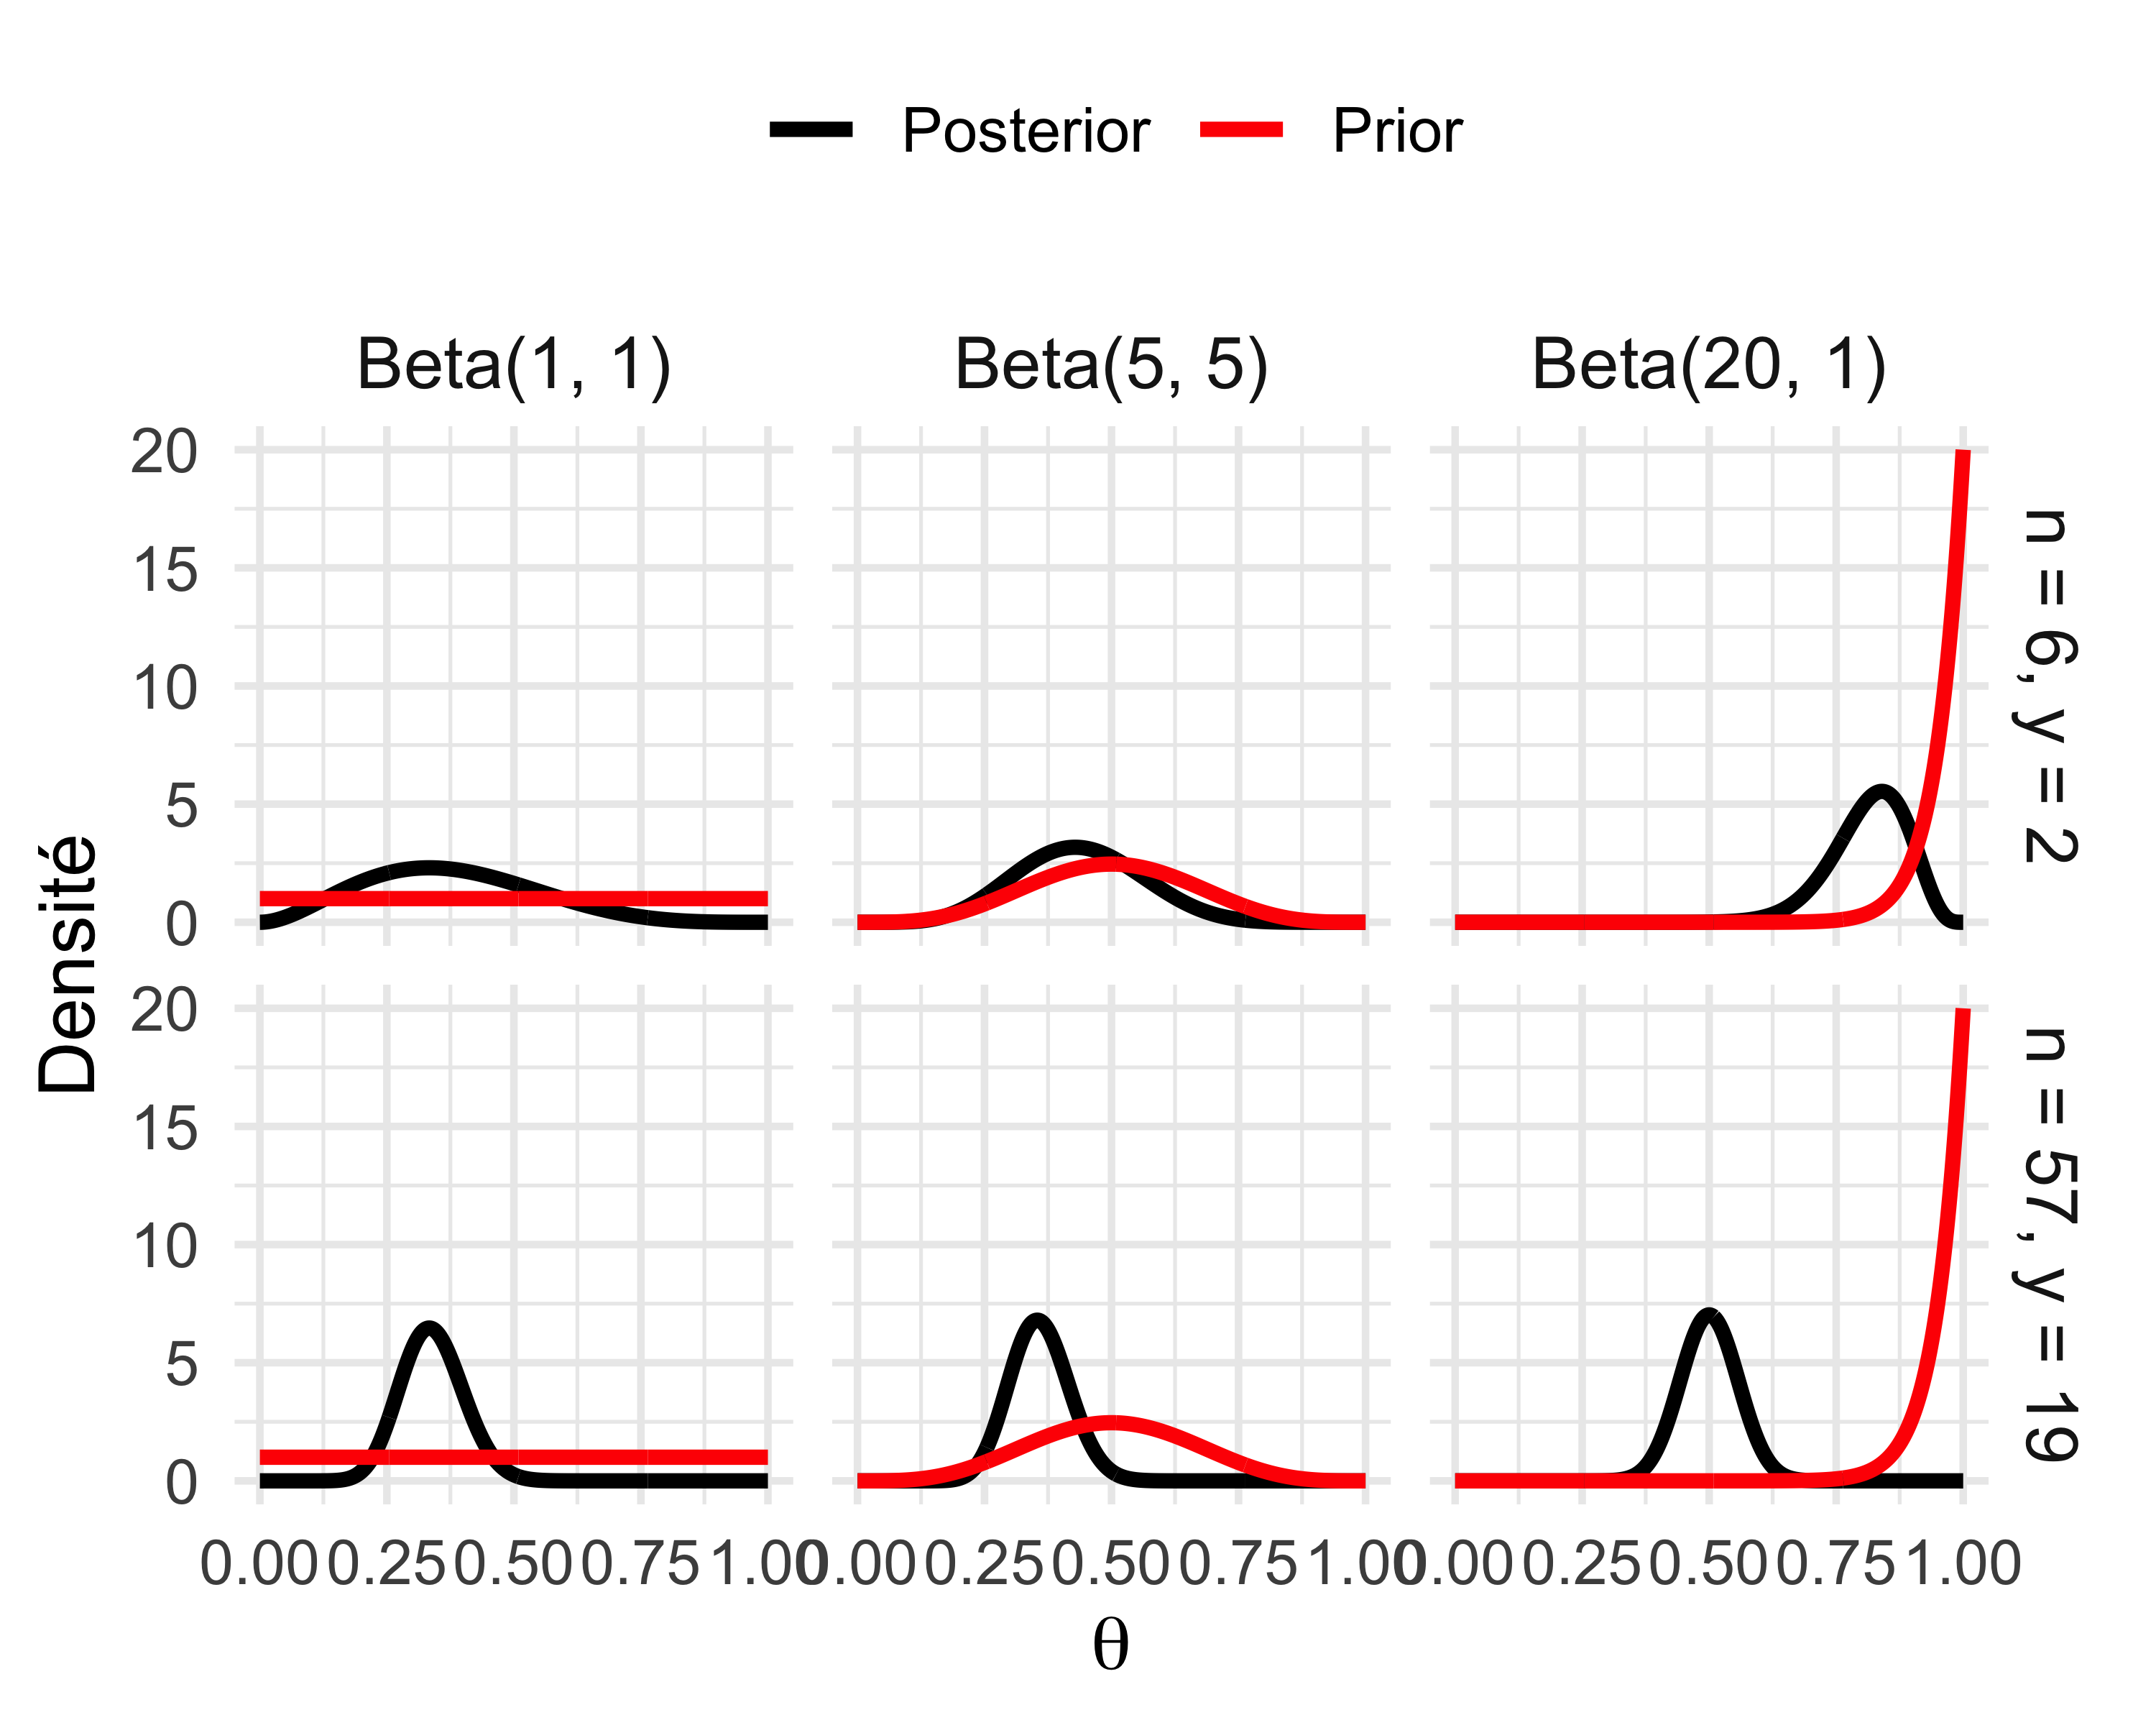 Posterior Prior
Beta(1, 1) Beta(5, 5) Beta(20, 1)
20
15
10
5
0
n = 6, y = 2
20
15
10
5
0
n = 57, y = 19
Densité
0.00 0.25 0.50 0.75 1.00 0.00 0.25 0.50 0.75 1.00 0.00 0.25 0.50 0.75 1.00
θ